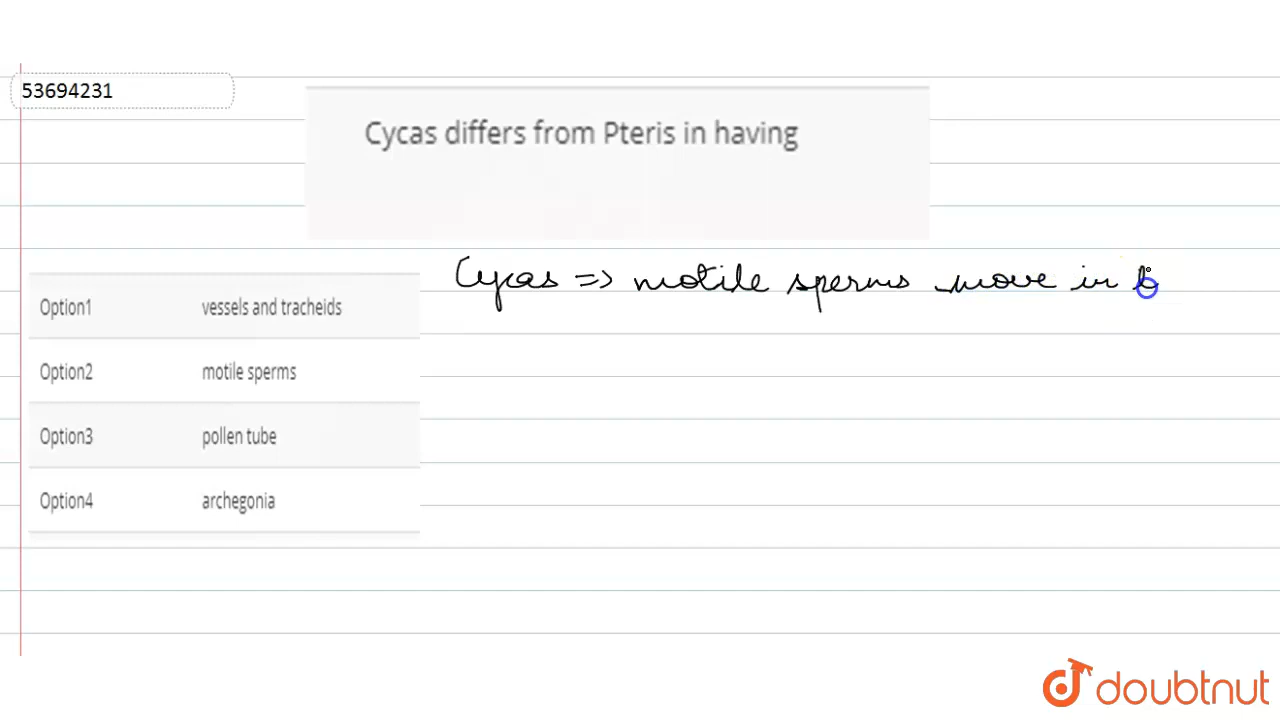 53694231
Cycas differs from Pteris in having
Cycas => motile sperms move in
Option1 vessels and tracheids
Option2 motile sperms
Option3 pollen tube
Option4 archegonia
doubtnut